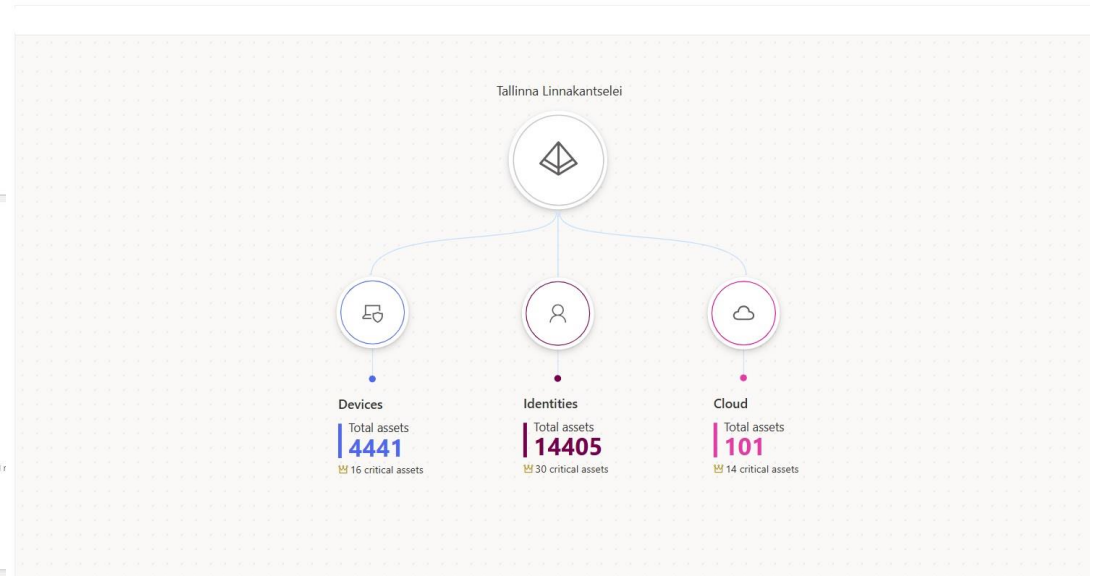 Tallinna Linnakantselei
Devices
Total assets
4441
16 critical assets
Identities
Total assets
14405
30 critical assets
Cloud
Total assets
101
14 critical assets